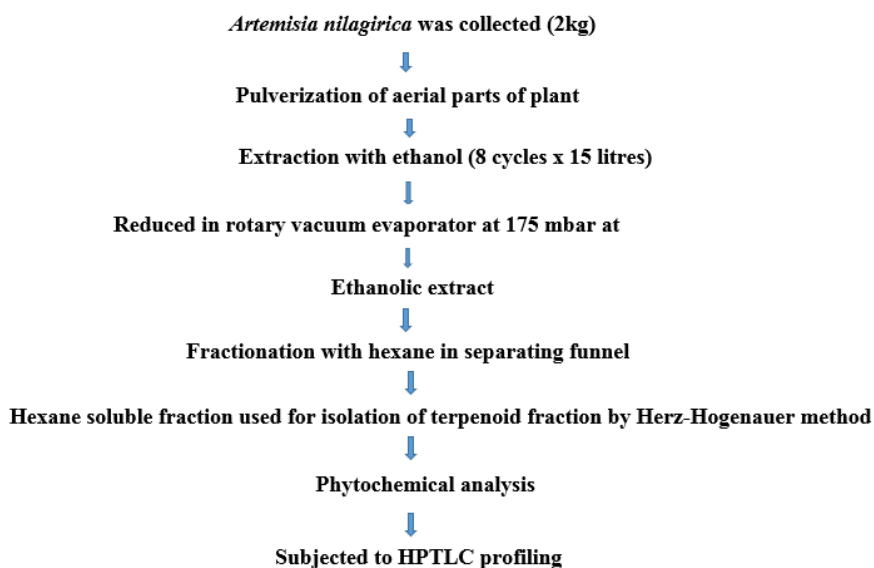 Artemisia nilagirica was collected (2kg)
Pulverization of aerial parts of plant
Extraction with ethanol (8 cycles x 15 litres)
Reduced in rotary vacuum evaporator at 175 mbar at
Ethanolic extract
Fractionation with hexane in separating funnel
Hexane soluble fraction used for isolation of terpenoid fraction by Herz-Hogenauer method
Phytochemical analysis
Subjected to HPTLC profiling